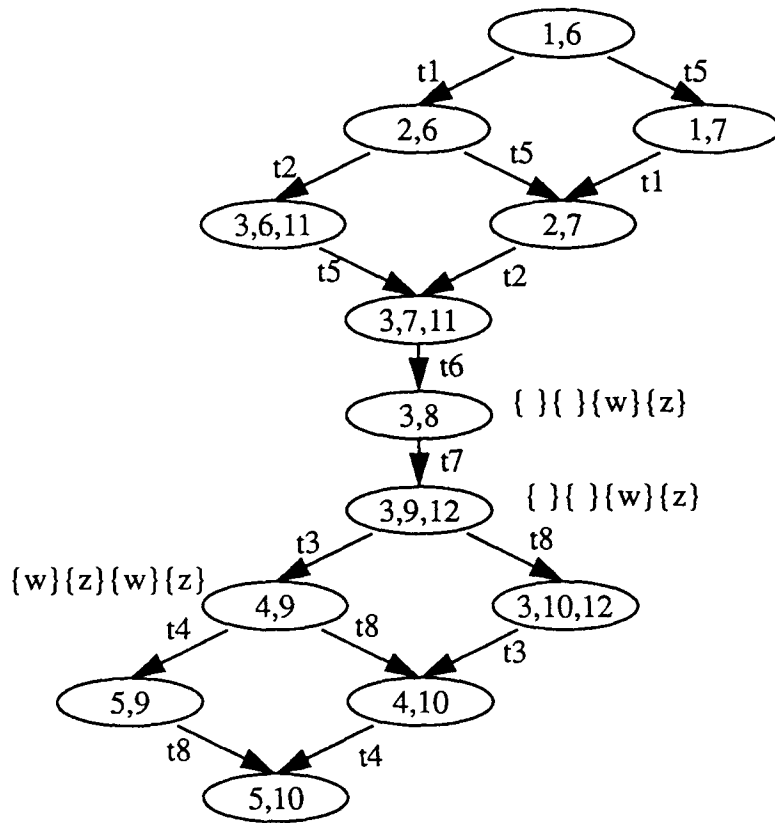 1,6
t1
t5
2,6
1,7
t2
t5
t1
3,6,11
2,7
t5
t2
3,7,11
t6
3,8
{ }{ }{w}{z}
t7
3,9,12
{ }{ }{w}{z}
t3
t8
{w}{z}{w}{z}
4,9
3,10,12
t4
t8
t3
5,9
4,10
t8
t4
5,10